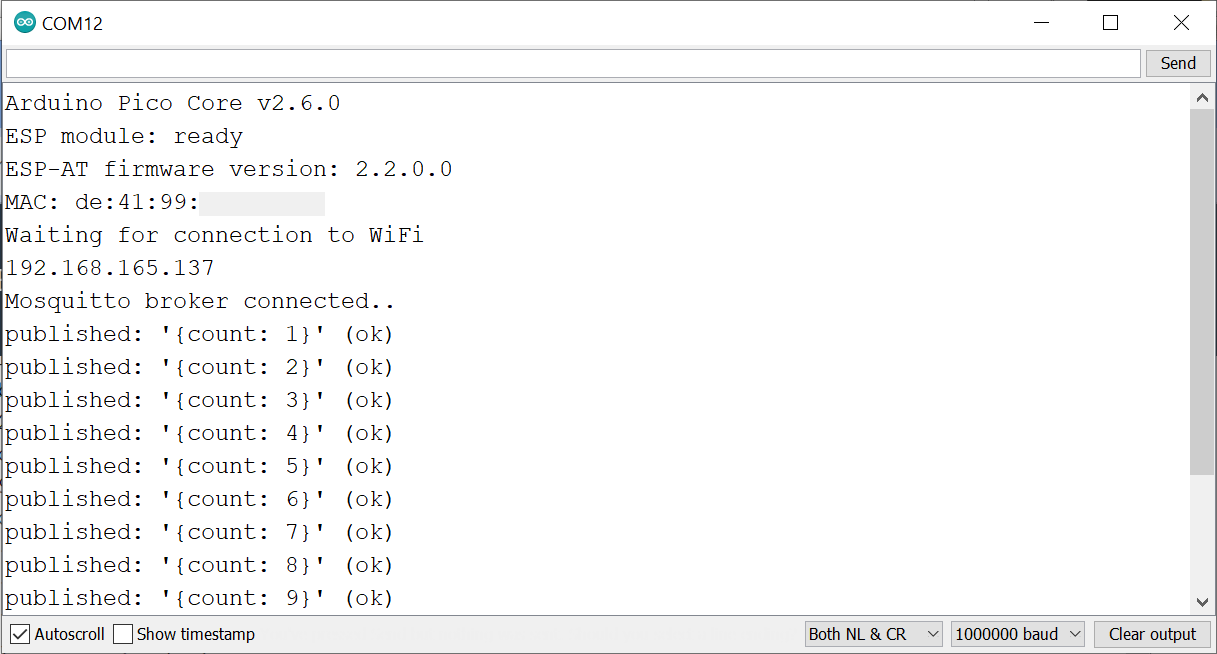 COM12
Send
Arduino Pico Core v2.6.0
ESP module: ready
ESP-AT firmware version: 2.2.0.0
MAC: de:41:99:
Waiting for connection to WiFi
192.168.165.137
Mosquitto broker connected..
published: '{count: 1}' (ok)
published: '{count: 2}' (ok)
published: '{count: 3}' (ok)
published: '{count: 4}' (ok)
published: '{count: 5}' (ok)
published: '{count: 6}' (ok)
published: '{count: 7}' (ok)
published: '{count: 8}' (ok)
published: '{count: 9}' (ok)
Autoscroll Show timestamp Both NL & CR 1000000 baud Clear output